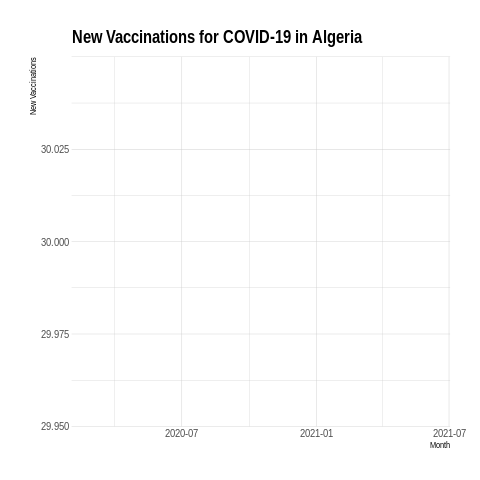 New Vaccinations for COVID-19 in Algeria
New Vaccinations
30.025
30.000
29.975
29.950
2020-07 2021-01 2021-07
Month